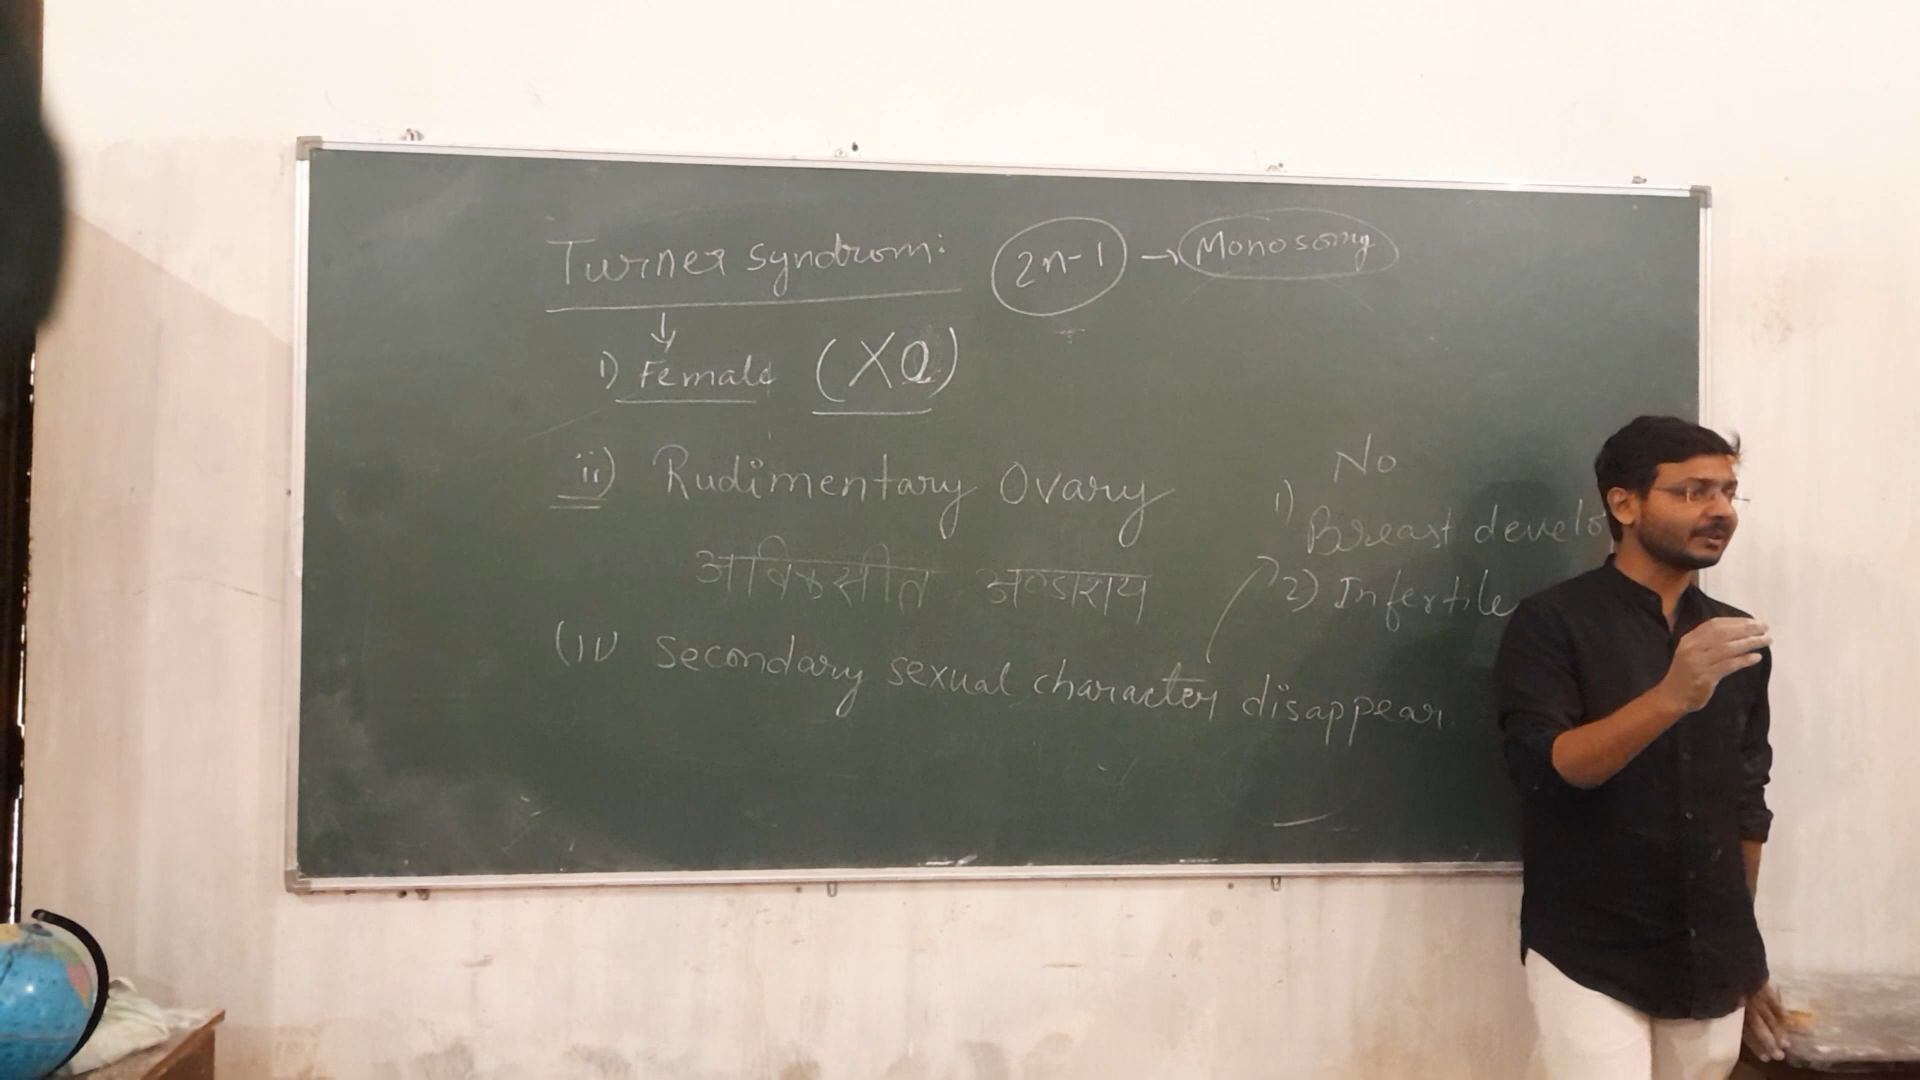 Turner syndrom: 2n-1 → Monosomy
↓
i) Female (XO)
ii) Rudimentary Ovary
अविकसीत अण्डाशय
(iv Secondary sexual character disappear
No
1) Breast develo
2) Infertile